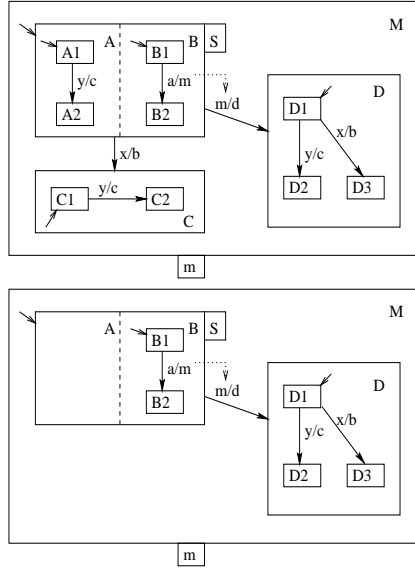 M
A B S
A1 B1
D
y/c a/m
D1
A2 B2 m/d
x/b
x/b y/c
y/c
C1 C2 D2 D3
C
m
M
A B S
B1
D
a/m
D1
B2 m/d
x/b
y/c
D2 D3
m